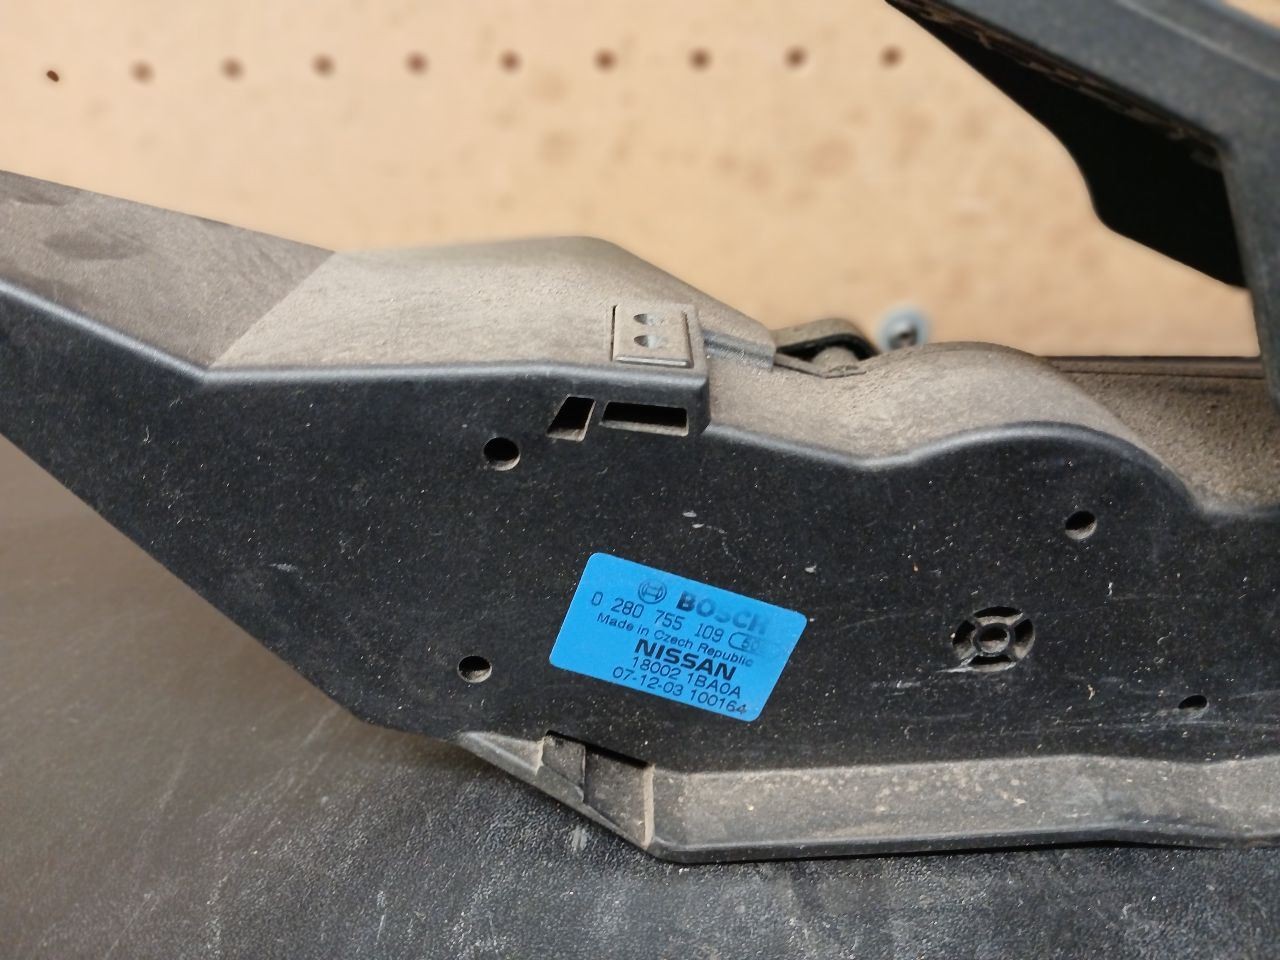 BOSCH
0 280 755 109
Made in Czech Republic
NISSAN
18002 1BA0A
07-12-03 100164